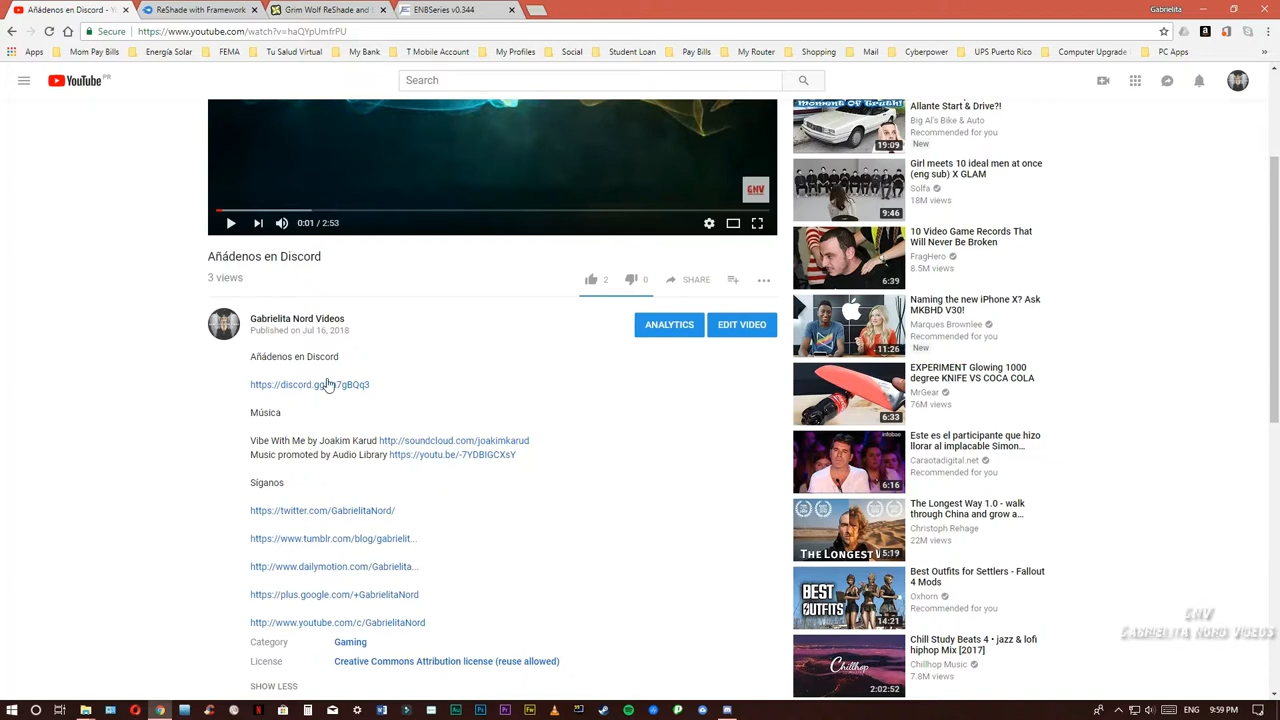 Añádenos en Discord - Y
ReShade with Framework
Grim Wolf ReShade and E
ENBSeries v0.344
Gabrielita
Secure
https://www.youtube.com/watch?v=haQYpUmfrPU
Apps
Mom Pay Bills
Energía Solar
FEMA
Tu Salud Virtual
My Bank
T Mobile Account
My Profiles
Social
Student Loan
Pay Bills
My Router
Shopping
Mail
Cyberpower
UPS Puerto Rico
Computer Upgrade
PC Parts
YouTube PR
Search
GNV
0:01 / 2:53
Añádenos en Discord
3 views
2
0
SHARE
Gabrielita Nord Videos
Published on Jul 16, 2018
ANALYTICS
EDIT VIDEO
Añádenos en Discord
Música
Vibe With Me by Joakim Karud http://soundcloud.com/joakimkarud
Music promoted by Audio Library https://youtu.be/-7YDBIGCXsY
Síganos
https://twitter.com/GabrielitaNord/
https://www.tumblr.com/blog/gabrielit...
http://www.dailymotion.com/Gabrielita...
https://plus.google.com/+GabrielitaNord
http://www.youtube.com/c/GabrielitaNord
Category
Gaming
License
Creative Commons Attribution license (reuse allowed)
SHOW LESS
Moment Of Truth!
19:09
Allante Start & Drive?!
Big Al's Bike & Auto
Recommended for you
New
9:46
Girl meets 10 ideal men at once
(eng sub) X GLAM
Solfa
18M views
6:39
10 Video Game Records That
Will Never Be Broken
FragHero
8.5M views
11:26
Naming the new iPhone X? Ask
MKBHD V30!
Marques Brownlee
Recommended for you
New
6:33
EXPERIMENT Glowing 1000
degree KNIFE VS COCA COLA
MrGear
76M views
infobae
6:16
Este es el participante que hizo
llorar al implacable Simon...
Caraotadigital.net
Recommended for you
THE LONGEST
5:19
The Longest Way 1.0 - walk
through China and grow a...
Christoph Rehage
22M views
BEST
OUTFITS
14:21
Best Outfits for Settlers - Fallout
4 Mods
Oxhorn
Recommended for you
Chillhop
2:02:52
Chill Study Beats 4 • jazz & lofi
hiphop Mix [2017]
Chillhop Music
7.8M views
GNV
GABRIELITA NORD VIDEOS
9:59 PM